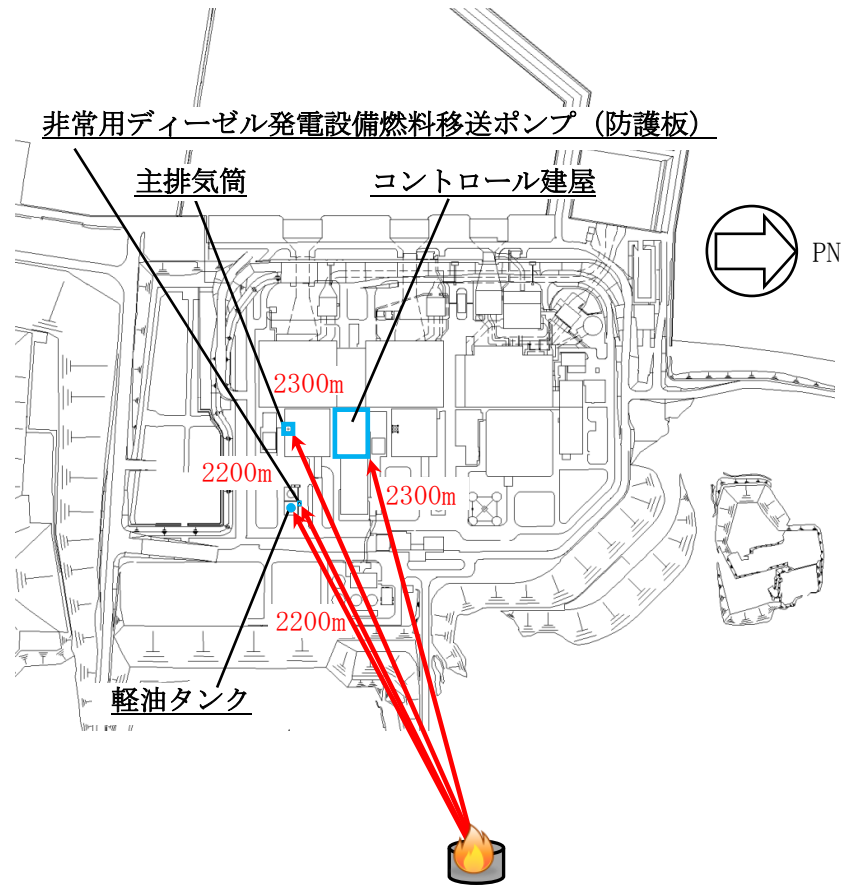 非常用ディーゼル発電設備燃料移送ポンプ（防護板）
主排気筒
コントロール建屋
PN
2300m
2200m
2300m
2200m
軽油タンク